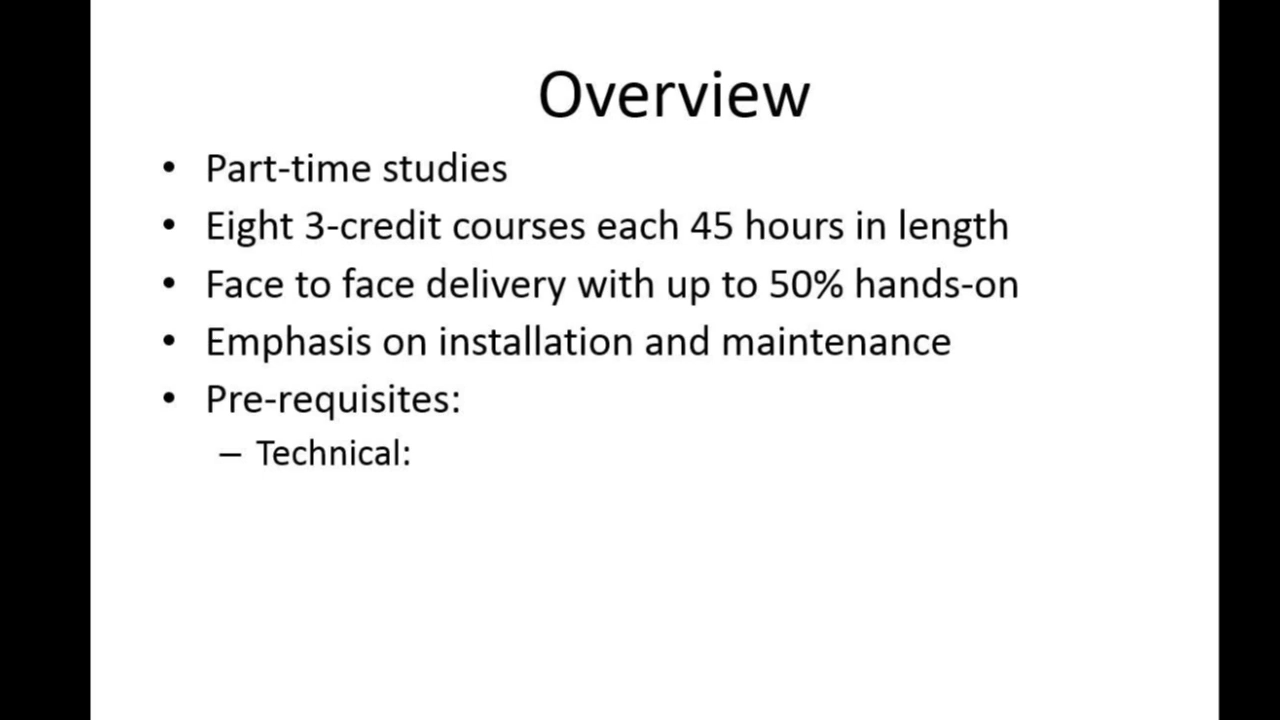 Overview
• Part-time studies
• Eight 3-credit courses each 45 hours in length
• Face to face delivery with up to 50% hands-on
• Emphasis on installation and maintenance
• Pre-requisites:
– Technical: